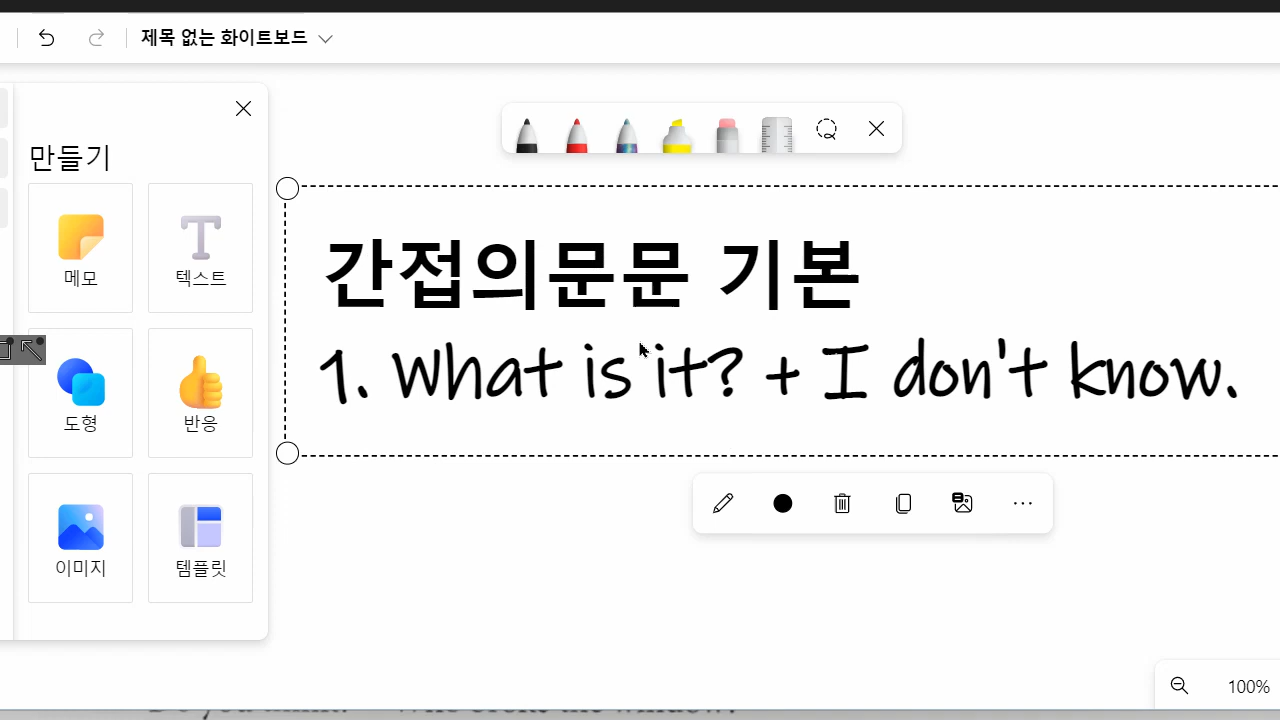 제목 없는 화이트보드
만들기
메모
텍스트
도형
반응
이미지
템플릿
간접의문문 기본
1. What is it? + I don't know.
100%